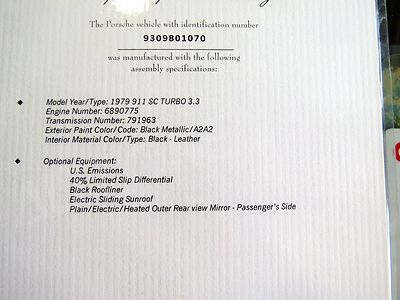 The Porsche vehicle with identification number
9309801070
was manufactured with the following
assembly specifications:
Model Year/Type: 1979 911 SC TURBO 3.3
Engine Number: 6890775
Transmission Number: 791963
Exterior Paint Color/Code: Black Metallic/A2A2
Interior Material Color/Type: Black - Leather
Optional Equipment:
U.S. Emissions
40% Limited Slip Differential
Black Roofliner
Electric Sliding Sunroof
Plain/Electric/Heated Outer Rear view Mirror - Passenger's Side